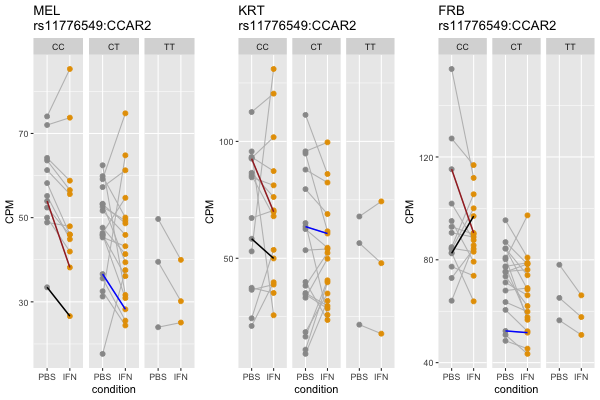 MEL
rs11776549:CCAR2
CC CT TT
CPM
70
50
30
PBS IFN PBS IFN PBS IFN
condition
KRT
rs11776549:CCAR2
CC CT TT
CPM
100
50
PBS IFN PBS IFN PBS IFN
condition
FRB
rs11776549:CCAR2
CC CT TT
CPM
120
80
40
PBS IFN PBS IFN PBS IFN
condition